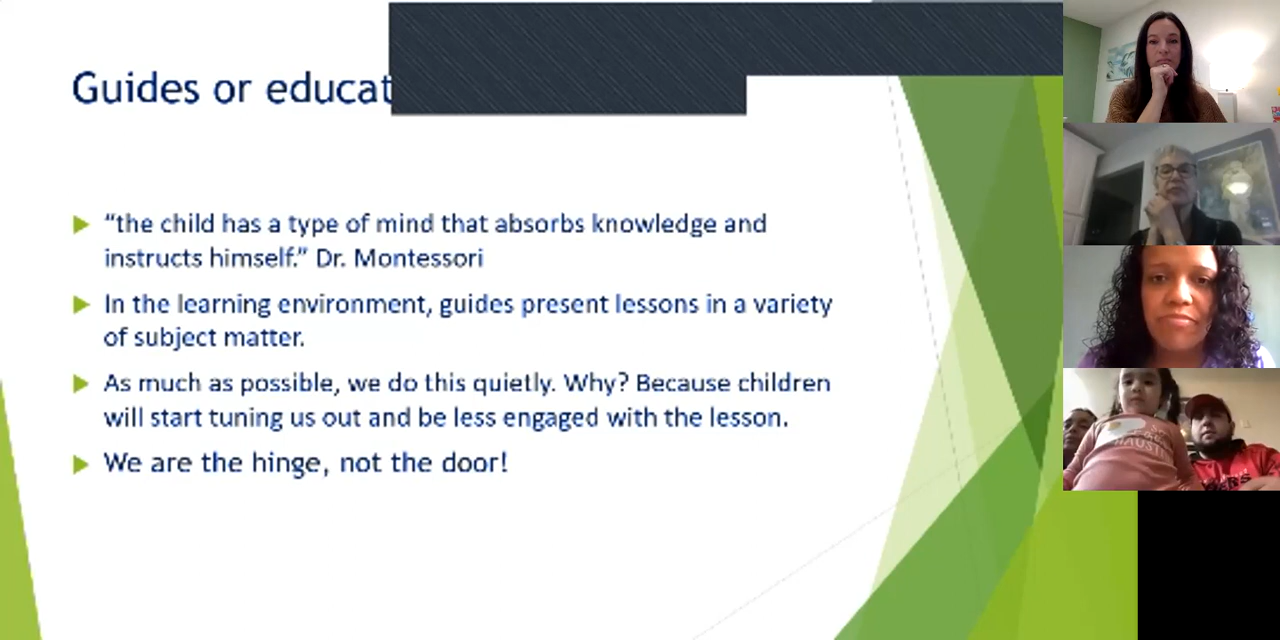 Guides or educat
“the child has a type of mind that absorbs knowledge and
instructs himself.” Dr. Montessori
In the learning environment, guides present lessons in a variety
of subject matter.
As much as possible, we do this quietly. Why? Because children
will start tuning us out and be less engaged with the lesson.
We are the hinge, not the door!